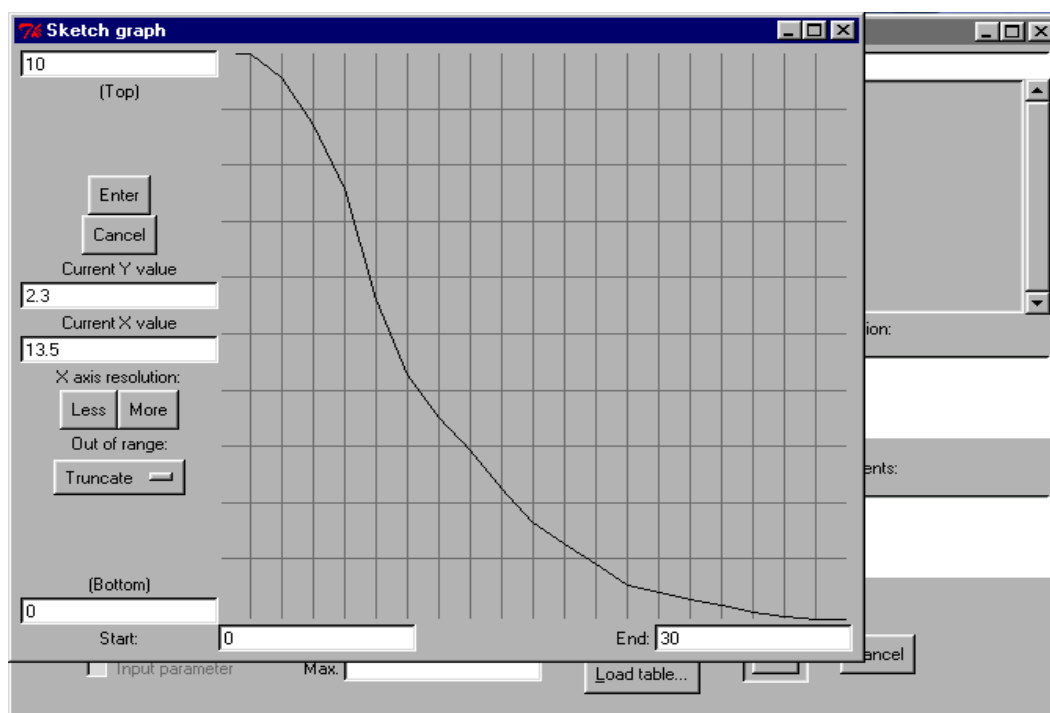 Sketch graph
10
(Top)
Enter
Cancel
Current Y value
2.3
Current X value
13.5
X axis resolution:
Less More
Out of range:
Truncate
(Bottom)
0
Start: 0 End: 30
ion:
ents:
Input parameter Max. Load table... ancel